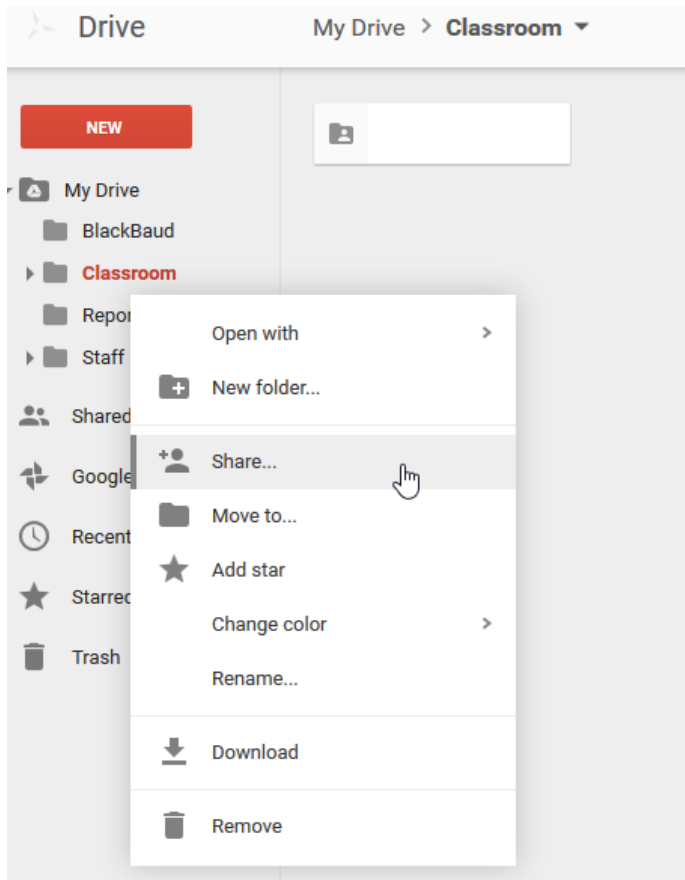 Drive
My Drive > Classroom
NEW
My Drive
BlackBaud
Classroom
Repor
Staff
Shared
Google
Recent
Starred
Trash
Open with
New folder...
Share...
Move to...
Add star
Change color
Rename...
Download
Remove